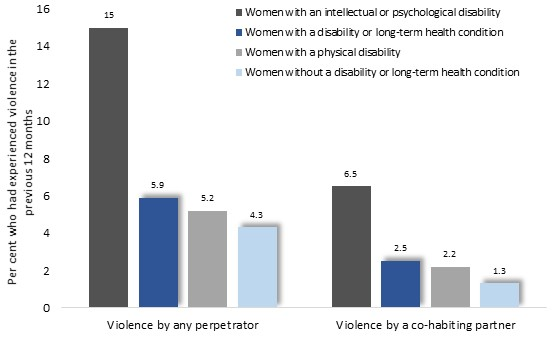 Per cent who had experienced violence in the
previous 12 months
16
14
12
10
8
6
4
2
0
Women with an intellectual or psychological disability
Women with a disability or long-term health condition
Women with a physical disability
Women without a disability or long-term health condition
15
5.9
5.2
4.3
6.5
2.5
2.2
1.3
Violence by any perpetrator
Violence by a co-habiting partner